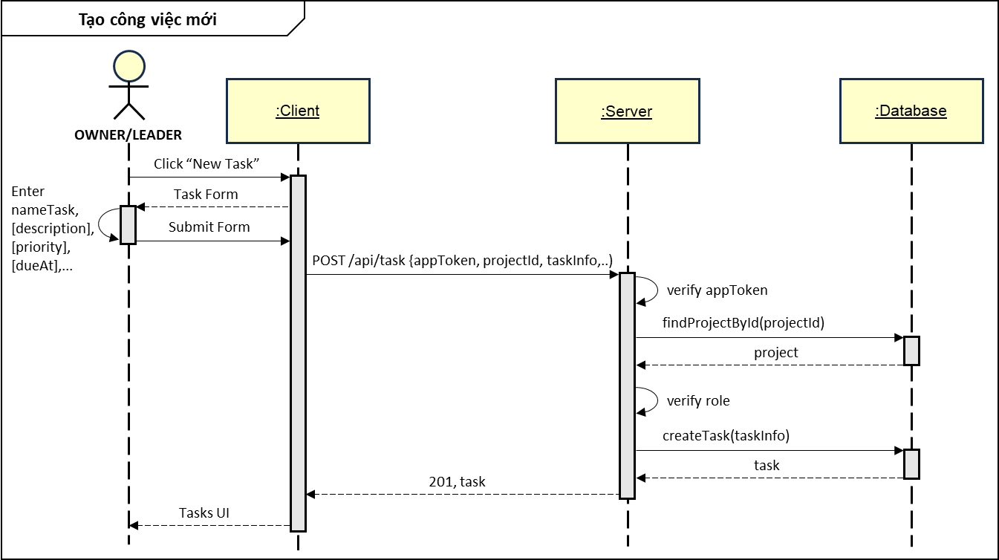 Tạo công việc mới
:Client
:Server
:Database
OWNER/LEADER
Click “New Task”
Enter
nameTask,
[description],
[priority],
[dueAt],...
Task Form
Submit Form
POST /api/task {appToken, projectId, taskInfo,..)
verify appToken
findProjectById(projectId)
project
verify role
createTask(taskInfo)
task
201, task
Tasks UI